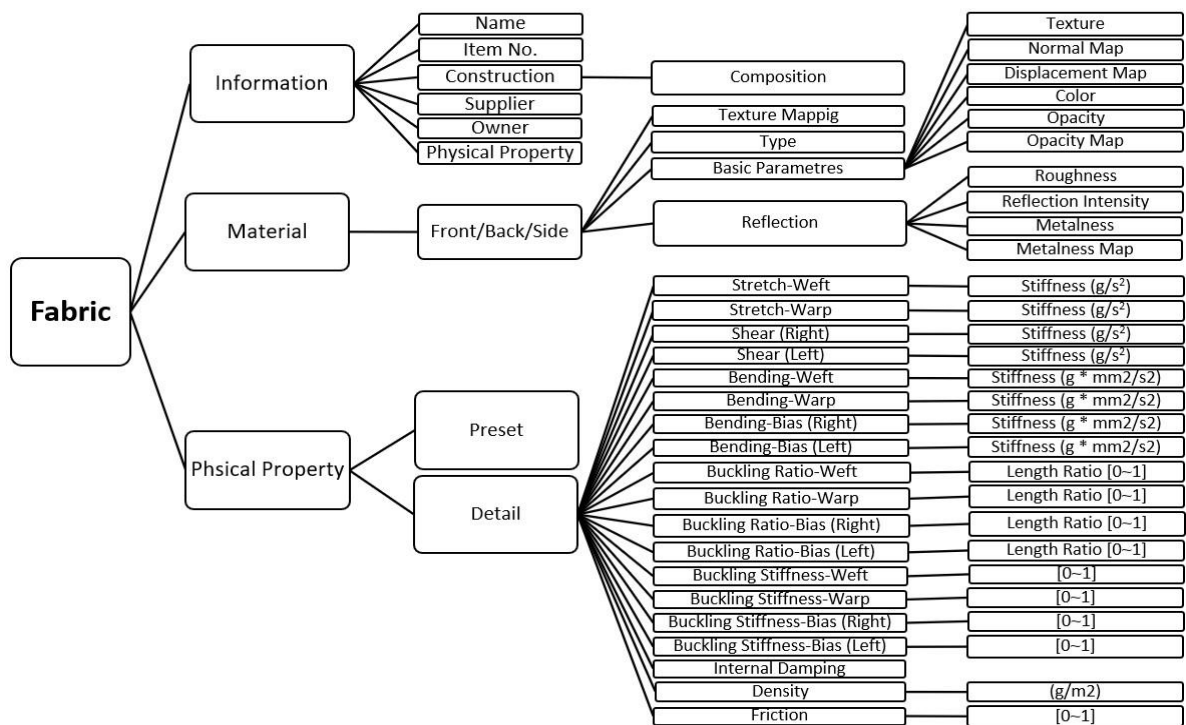 Fabric
Information
Name
Item No.
Construction
Supplier
Owner
Physical Property
Composition
Material
Front/Back/Side
Texture Mappig
Type
Basic Parametres
Texture
Normal Map
Displacement Map
Color
Opacity
Opacity Map
Reflection
Roughness
Reflection Intensity
Metalness
Metalness Map
Phsical Property
Preset
Detail
Stretch-Weft
Stiffness (g/s²)
Stretch-Warp
Stiffness (g/s²)
Shear (Right)
Stiffness (g/s²)
Shear (Left)
Stiffness (g/s²)
Bending-Weft
Stiffness (g * mm2/s2)
Bending-Warp
Stiffness (g * mm2/s2)
Bending-Bias (Right)
Stiffness (g * mm2/s2)
Bending-Bias (Left)
Stiffness (g * mm2/s2)
Buckling Ratio-Weft
Length Ratio [0~1]
Buckling Ratio-Warp
Length Ratio [0~1]
Buckling Ratio-Bias (Right)
Length Ratio [0~1]
Buckling Ratio-Bias (Left)
Length Ratio [0~1]
Buckling Stiffness-Weft
[0~1]
Buckling Stiffness-Warp
[0~1]
Buckling Stiffness-Bias (Right)
[0~1]
Buckling Stiffness-Bias (Left)
[0~1]
Internal Damping
Density
(g/m2)
Friction
[0~1]